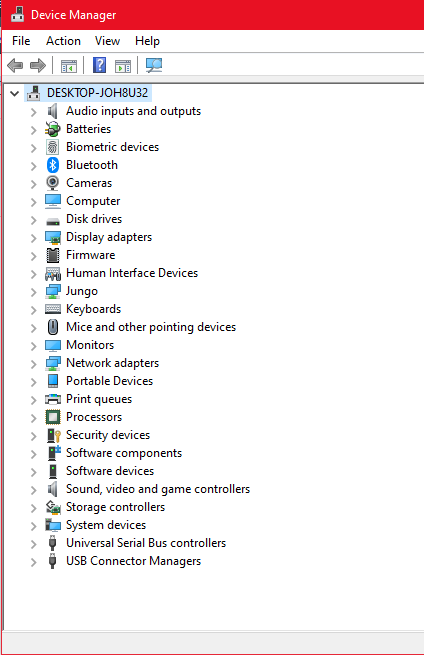 Device Manager
File Action View Help
DESKTOP-JOH8U32
Audio inputs and outputs
Batteries
Biometric devices
Bluetooth
Cameras
Computer
Disk drives
Display adapters
Firmware
Human Interface Devices
Jungo
Keyboards
Mice and other pointing devices
Monitors
Network adapters
Portable Devices
Print queues
Processors
Security devices
Software components
Software devices
Sound, video and game controllers
Storage controllers
System devices
Universal Serial Bus controllers
USB Connector Managers